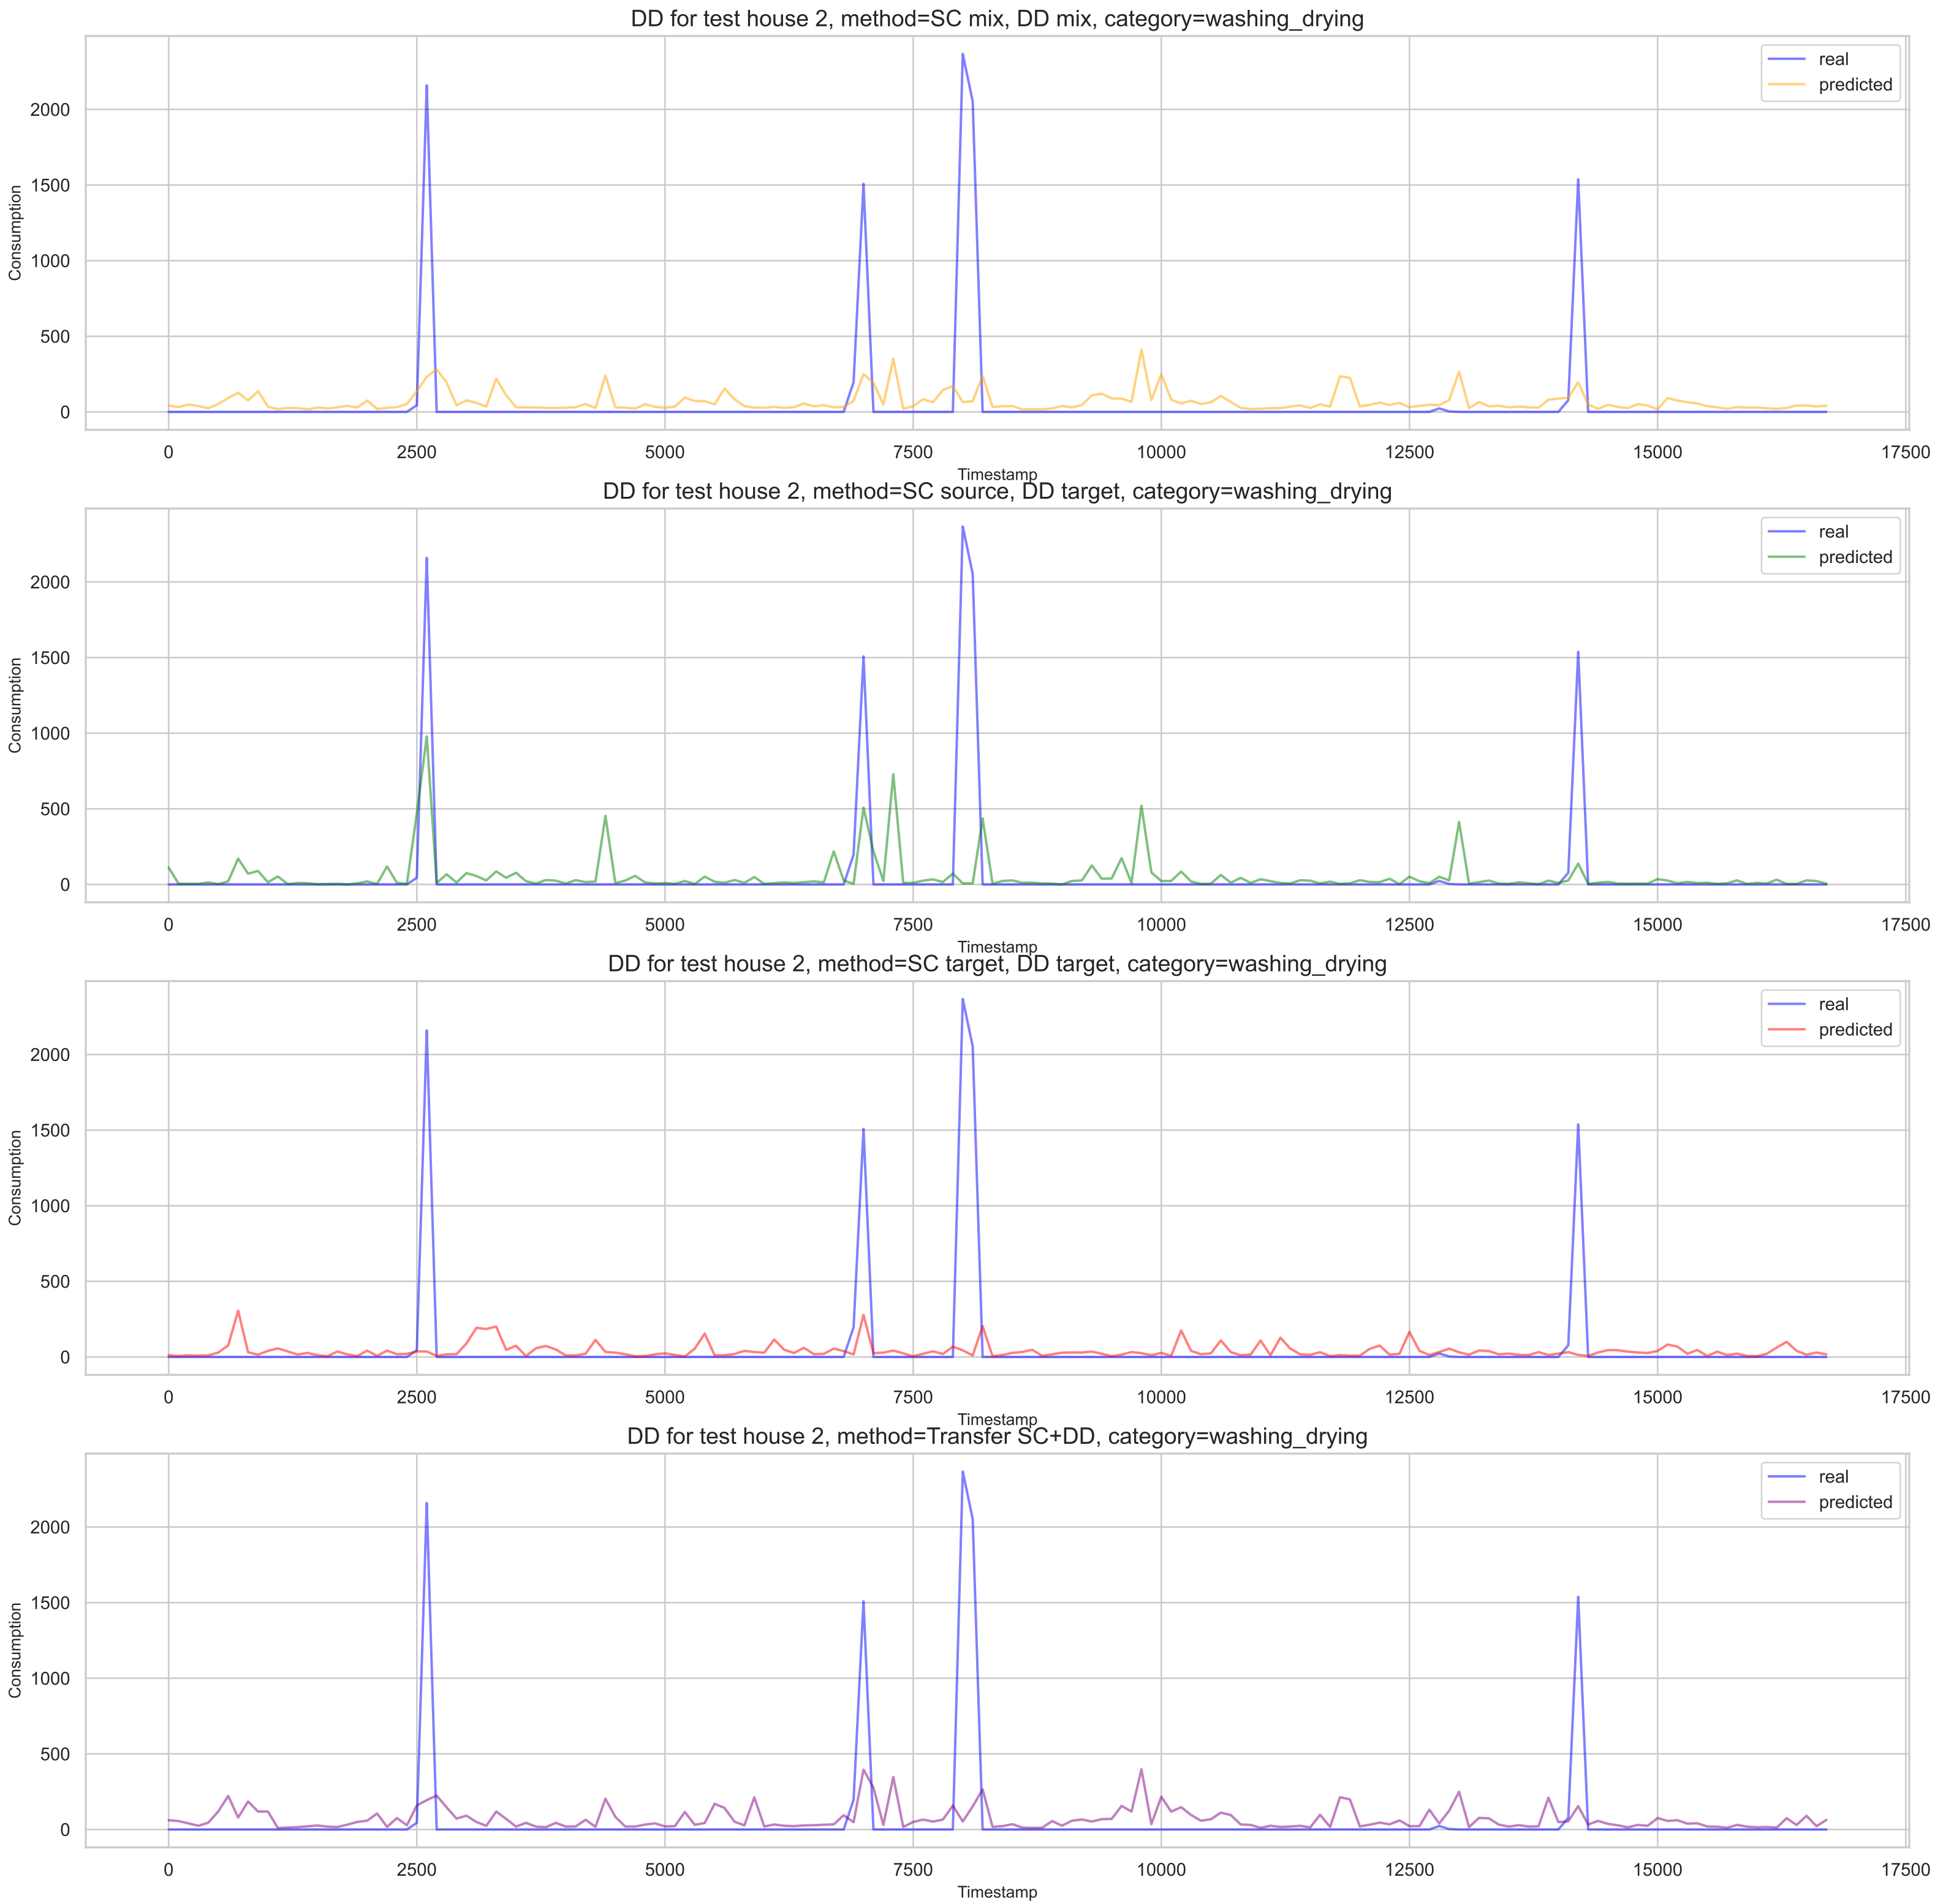 DD for test house 2, method=SC mix, DD mix, category=washing_drying
real
predicted
2000
1500
1000
500
0
Consumption
0 2500 5000 7500 10000 12500 15000 17500
Timestamp
DD for test house 2, method=SC source, DD target, category=washing_drying
real
predicted
2000
1500
1000
500
0
Consumption
0 2500 5000 7500 10000 12500 15000 17500
Timestamp
DD for test house 2, method=SC target, DD target, category=washing_drying
real
predicted
2000
1500
1000
500
0
Consumption
0 2500 5000 7500 10000 12500 15000 17500
Timestamp
DD for test house 2, method=Transfer SC+DD, category=washing_drying
real
predicted
2000
1500
1000
500
0
Consumption
0 2500 5000 7500 10000 12500 15000 17500
Timestamp